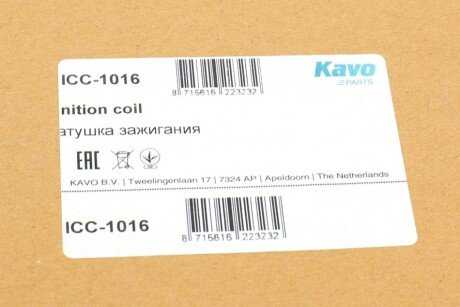 ICC-1016
Kavo
PARTS
8 715616 223232
nition coil
атушка зажигания
EAC
KAVO B.V. | Tweelingenlaan 17 | 7324 AP | Apeldoorn | The Netherlands
ICC-1016
8 715616 223232